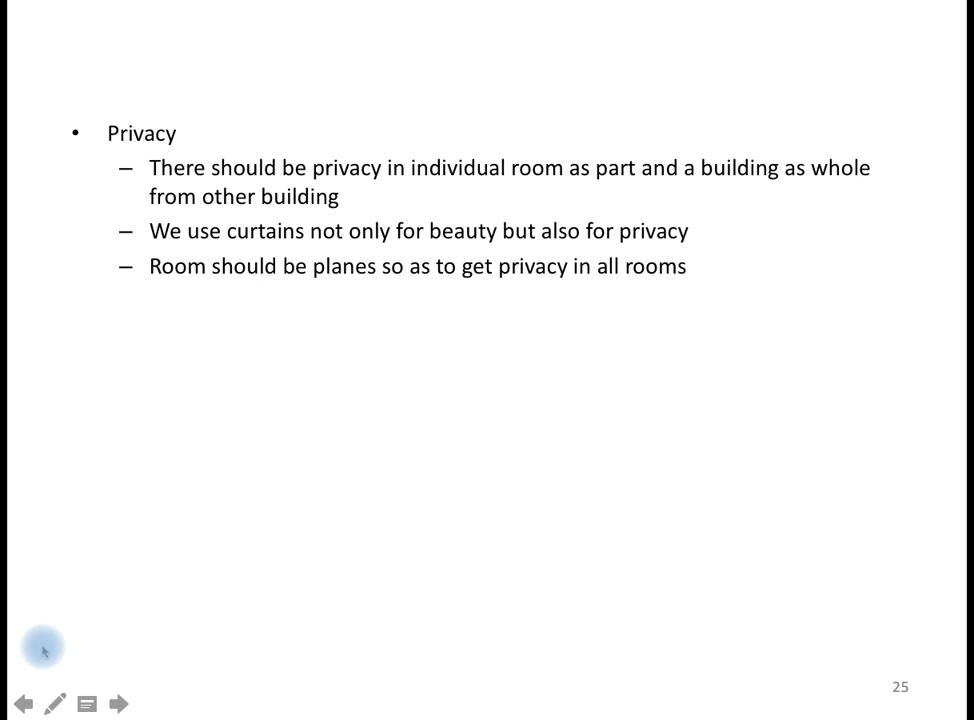 • Privacy
– There should be privacy in individual room as part and a building as whole
from other building
– We use curtains not only for beauty but also for privacy
– Room should be planes so as to get privacy in all rooms
25